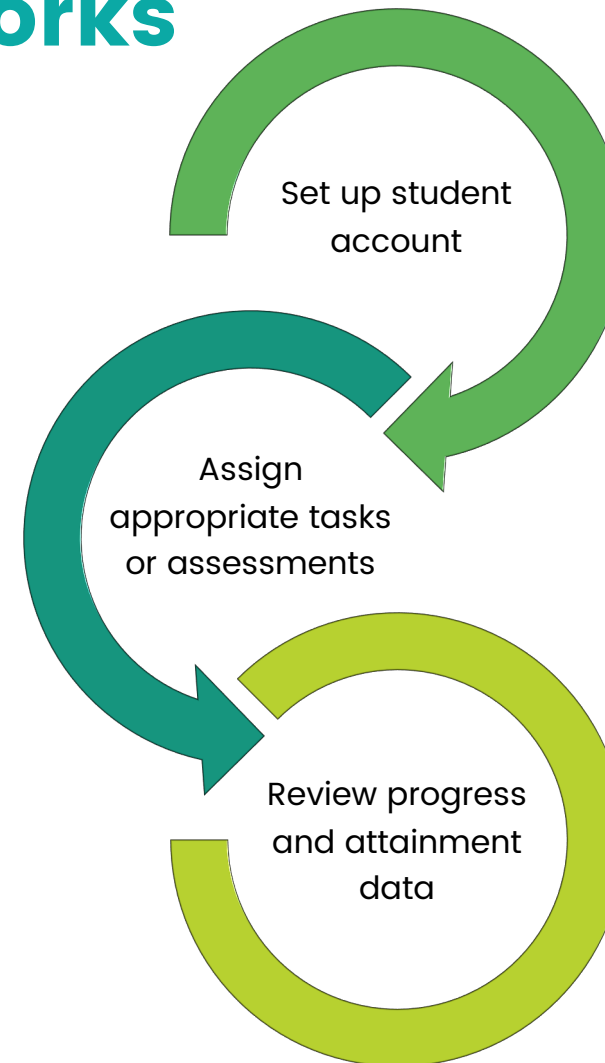 orks
Set up student
account
Assign
appropriate tasks
or assessments
Review progress
and attainment
data